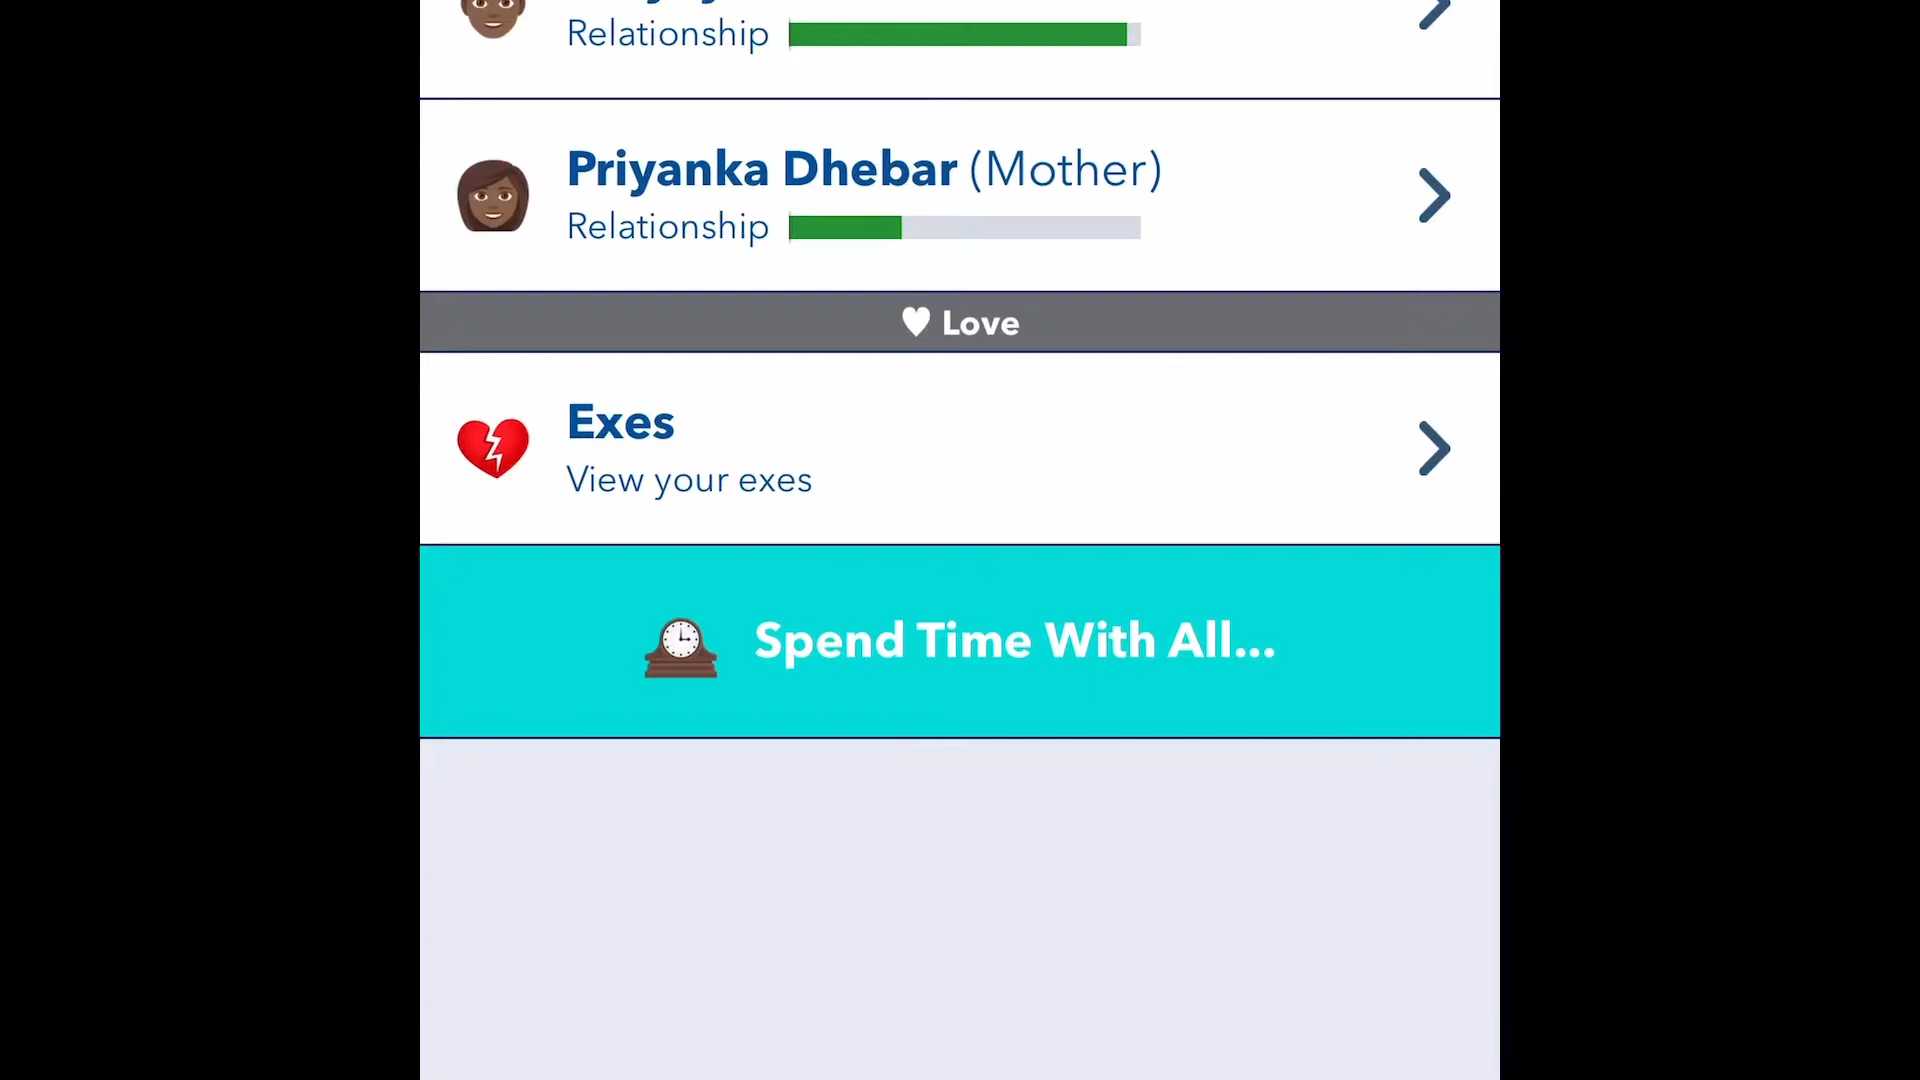 Relationship
Priyanka Dhebar (Mother)
Relationship
Love
Exes
View your exes
Spend Time With All...